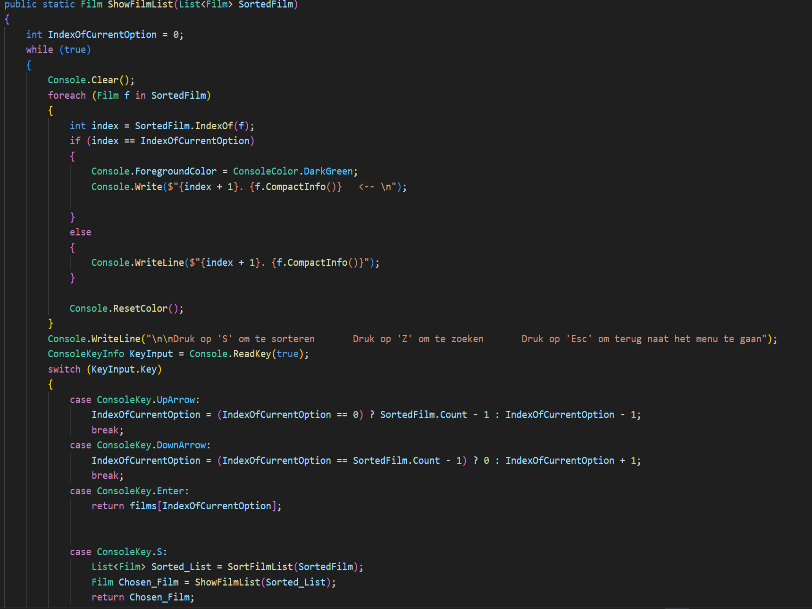 public static Film ShowFilmList(List<Film> SortedFilm)
{
    int IndexOfCurrentOption = 0;
    while (true)
    {
        Console.Clear();
        foreach (Film f in SortedFilm)
        {
            int index = SortedFilm.IndexOf(f);
            if (index == IndexOfCurrentOption)
            {
                Console.ForegroundColor = ConsoleColor.DarkGreen;
                Console.Write($"{index + 1}. {f.CompactInfo()}   <-- \n");
            }
            else
            {
                Console.WriteLine($"{index + 1}. {f.CompactInfo()}");
            }
            Console.ResetColor();
        }
        Console.WriteLine("\n\nDruk op 'S' om te sorteren       Druk op 'Z' om te zoeken       Druk op 'Esc' om terug naat het menu te gaan");
        ConsoleKeyInfo KeyInput = Console.ReadKey(true);
        switch (KeyInput.Key)
        {
            case ConsoleKey.UpArrow:
                IndexOfCurrentOption = (IndexOfCurrentOption == 0) ? SortedFilm.Count - 1 : IndexOfCurrentOption - 1;
                break;
            case ConsoleKey.DownArrow:
                IndexOfCurrentOption = (IndexOfCurrentOption == SortedFilm.Count - 1) ? 0 : IndexOfCurrentOption + 1;
                break;
            case ConsoleKey.Enter:
                return films[IndexOfCurrentOption];
            case ConsoleKey.S:
                List<Film> Sorted_List = SortFilmList(SortedFilm);
                Film Chosen_Film = ShowFilmList(Sorted_List);
                return Chosen_Film;